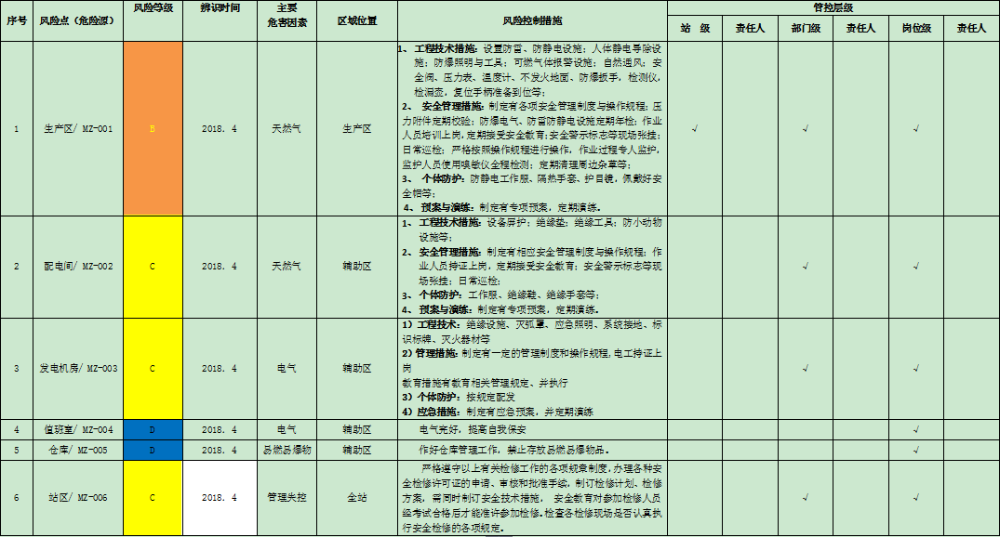 序号 风险点（危险源） 风险等级 辨识时间 主要 危害因素 区域位置 风险控制措施 管控层级
站 级 责任人 部门级 责任人 岗位级 责任人
1 生产区/ MZ-001 B 2018. 4 天然气 生产区
1、 工程技术措施：设置防雷、防静电设施；人体静电导除设
施；防爆照明与工具；可燃气体报警设施；自然通风；安
全阀、压力表、温度计、不发火地面、防爆扳手，检测仪，
检漏壶，复位手柄准备到位等；
2、 安全管理措施：制定有各项安全管理制度与操作规程；压
力附件定期校验；防爆电气、防雷防静电设施定期年检；作业
人员培训上岗，定期接受安全教育；安全警示标志等现场张挂；
日常巡检；严格按照操作规程进行操作，作业过程专人监护，
监护人员使用嗅敏仪全程检测；定期清理周边杂草等；
3、 个体防护：防静电工作服、隔热手套、护目镜，佩戴好安
全帽等；
4、 预案与演练：制定有专项预案，定期演练。
√ √ √
2 配电间/ MZ-002 C 2018. 4 天然气 辅助区
1、 工程技术措施：设备屏护；绝缘垫；绝缘工具；防小动物
设施等；
2、 安全管理措施：制定有相应安全管理制度与操作规程；作
业人员持证上岗，定期接受安全教育；安全警示标志等现
场张挂；日常巡检；
3、 个体防护：工作服、绝缘鞋、绝缘手套等；
4、 预案与演练：制定有专项预案，定期演练。
√ √
3 发电机房/ MZ-003 C 2018. 4 电气 辅助区
1）工程技术：绝缘设施、灭弧罩、应急照明、系统接地、标
识标牌、灭火器材等
2）管理措施：制定有一定的管理制度和操作规程，电工持证上
岗
教育措施有教育相关管理规定、并执行
3）个体防护：按规定配发
4）应急措施：制定有应急预案，并定期演练
√ √
4 值班室/ MZ-004 D 2018. 4 电气 辅助区 电气完好，提高自我保安 √
5 仓库/ MZ-005 D 2018. 4 易燃易爆物 辅助区 作好仓库管理工作，禁止存放易燃易爆物品。 √
6 站区/ MZ-006 C 2018. 4 管理失控 全站
严格遵守以上有关检修工作的各项规章制度，办理各种安
全检修许可证的申请、审核和批准手续，制订检修计划、检修
方案，需同时制订安全技术措施， 安全教育对参加检修人员
经考试合格后才能准许参加检修。检查各检修现场是否认真执
行安全检修的各项规定。
√ √